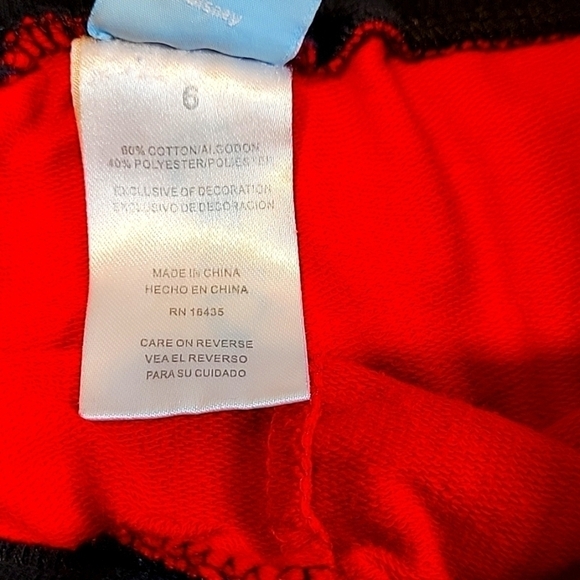 Disney
6
60% COTTON/ALGODON
40% POLYESTER/POLIESTER
EXCLUSIVE OF DECORATION
EXCLUSIVO DE DECORACION
MADE IN CHINA
HECHO EN CHINA
RN 16435
CARE ON REVERSE
VEA EL REVERSO
PARA SU CUIDADO